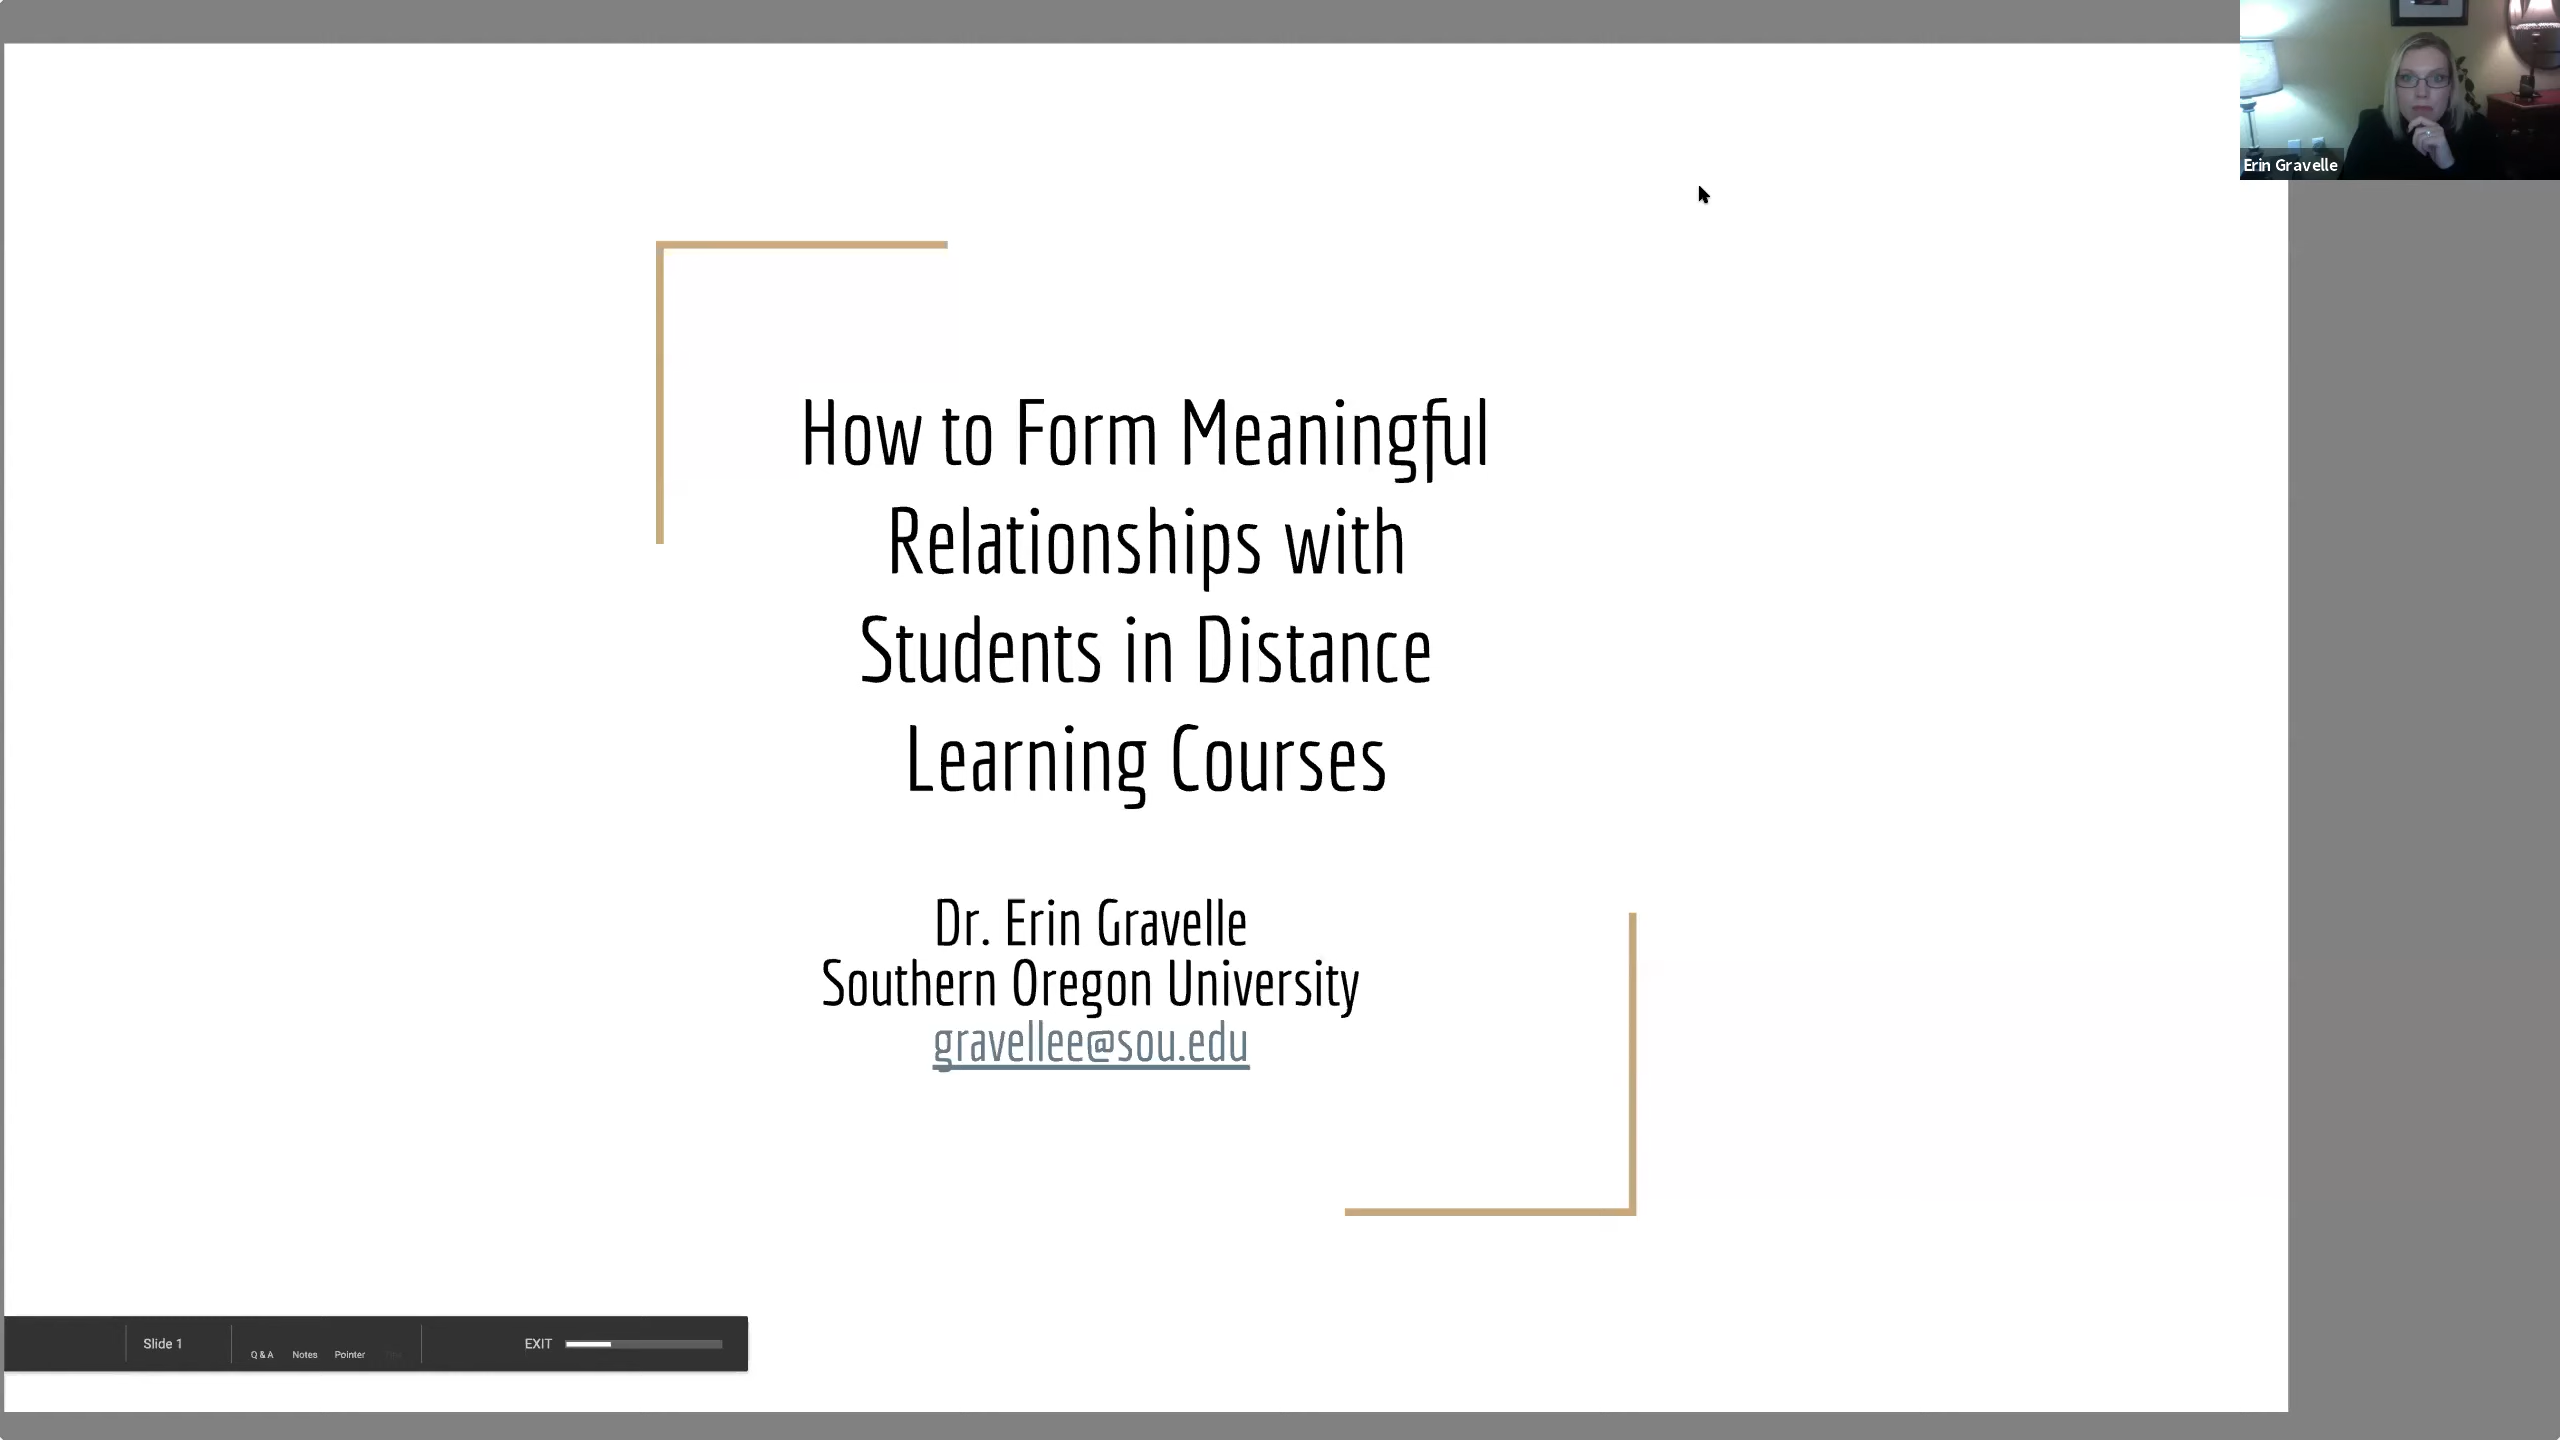 Erin Gravelle
How to Form Meaningful
Relationships with
Students in Distance
Learning Courses
Dr. Erin Gravelle
Southern Oregon University
gravellee@sou.edu
Slide 1
Q & A
Notes
Pointer
EXIT